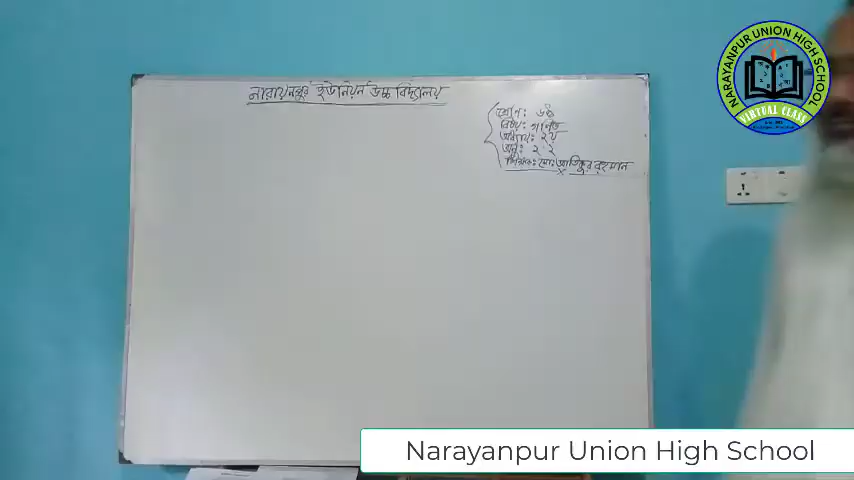 নারায়নপুর ইউনিয়ন উচ্চ বিদ্যালয়
শ্রেণি: ৬ষ্ঠ
বিষয়: গণিত
অধ্যায়: ২য়
অনু: ২.২
শিক্ষক: মো: আতিকুর রহমান
NARAYANPUR UNION HIGH SCHOOL
VIRTUAL CLASS
Narayanpur Union High School